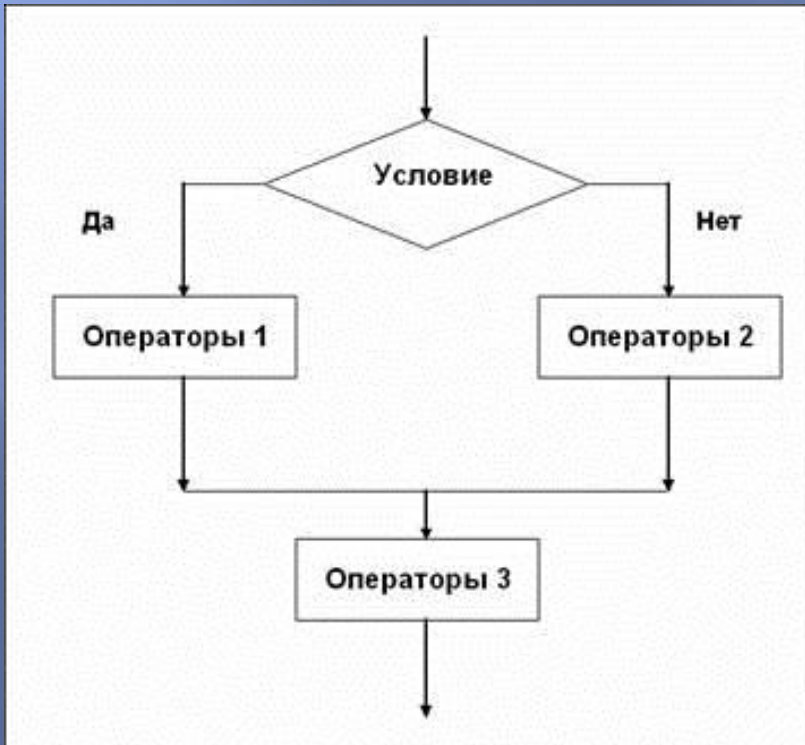 Условие
Да
Нет
Операторы 1
Операторы 2
Операторы 3